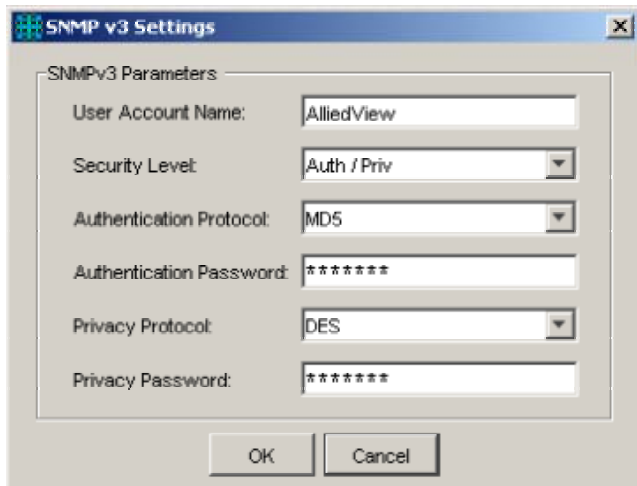 SNMP v3 Settings
SNMPv3 Parameters
User Account Name: AlliedView
Security Level: Auth / Priv
Authentication Protocol: MD5
Authentication Password: *******
Privacy Protocol: DES
Privacy Password: *******
OK Cancel